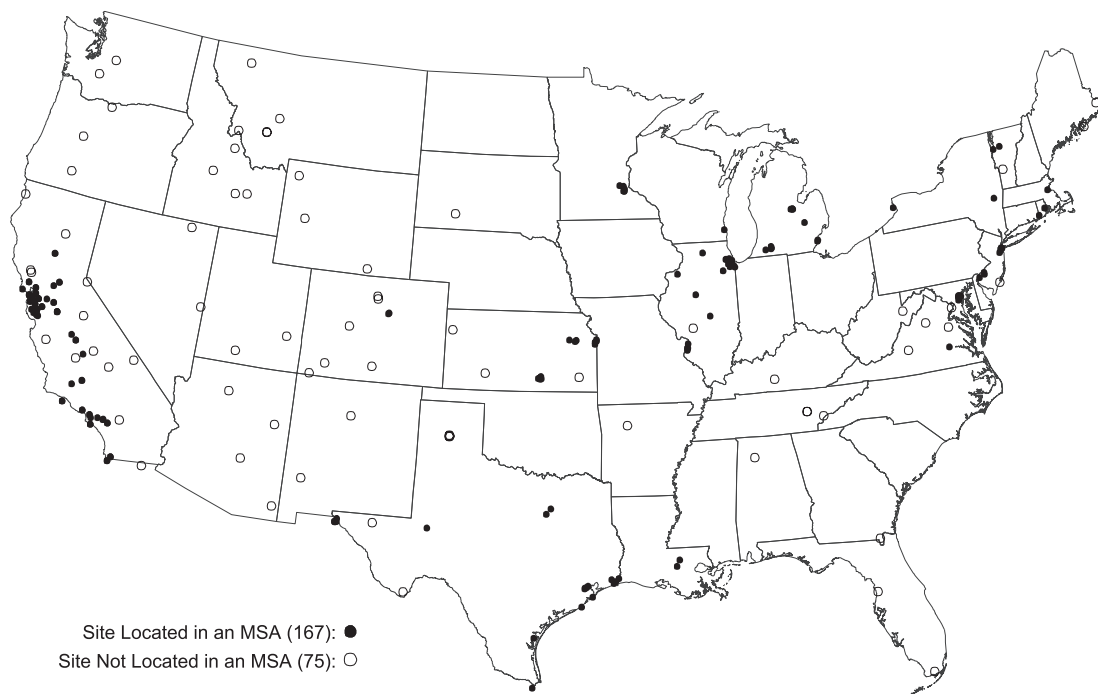 Site Located in an MSA (167):
Site Not Located in an MSA (75):